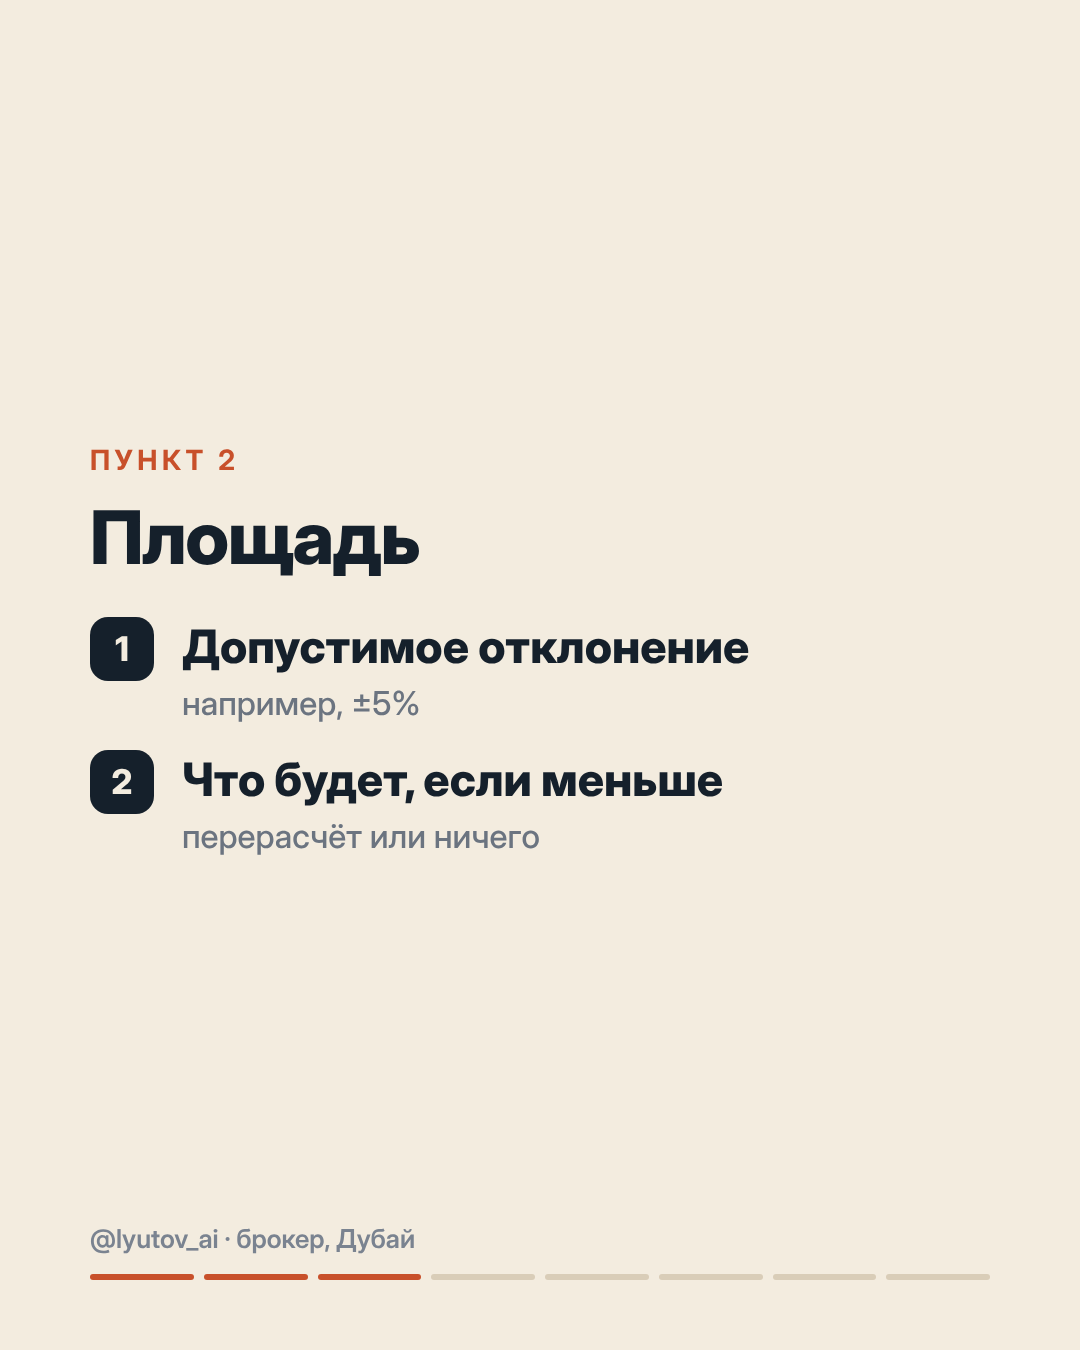 ПУНКТ 2
Площадь
1 Допустимое отклонение
например, ±5%
2 Что будет, если меньше
перерасчёт или ничего
@lyutov_ai · брокер, Дубай